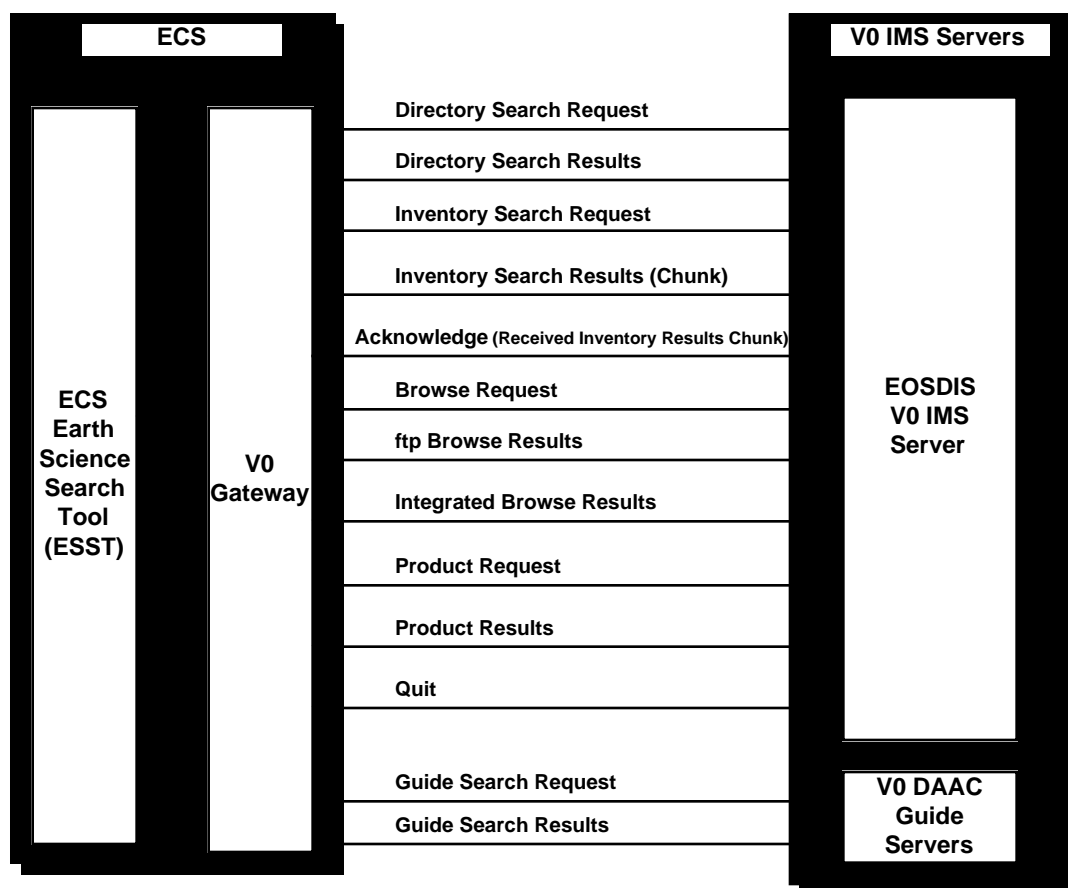 ECS
V0 IMS Servers
Directory Search Request
Directory Search Results
Inventory Search Request
Inventory Search Results (Chunk)
Acknowledge (Received Inventory Results Chunk)
Browse Request
ftp Browse Results
Integrated Browse Results
Product Request
Product Results
Quit
Guide Search Request
Guide Search Results
ECS
Earth
Science
Search
Tool
(ESST)
V0
Gateway
EOSDIS
V0 IMS
Server
V0 DAAC
Guide
Servers